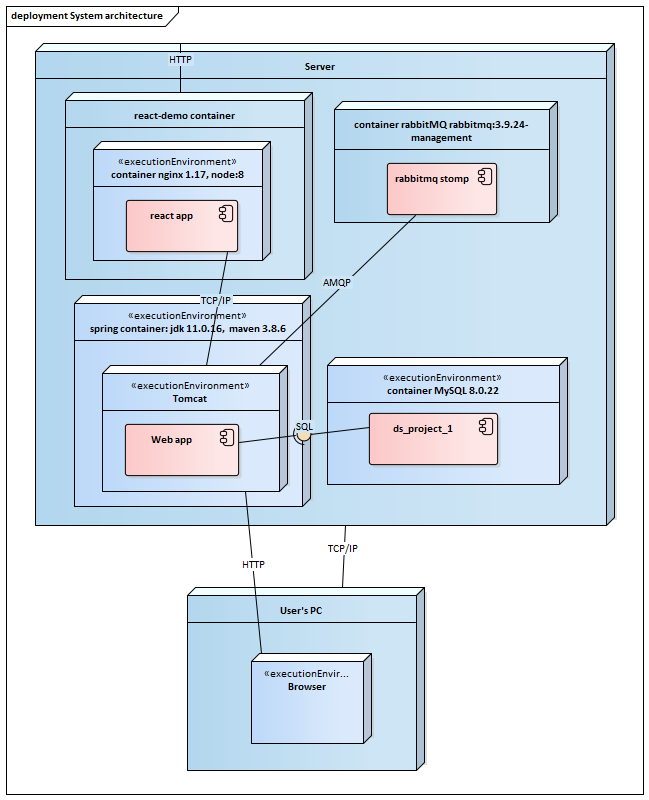 deployment System architecture
HTTP
Server
react-demo container
«executionEnvironment»
container nginx 1.17, node:8
react app
container rabbitMQ rabbitmq:3.9.24-
management
rabbitmq stomp
AMQP
TCP/IP
«executionEnvironment»
spring container: jdk 11.0.16, maven 3.8.6
«executionEnvironment»
Tomcat
Web app
SQL
«executionEnvironment»
container MySQL 8.0.22
ds_project_1
TCP/IP
HTTP
User's PC
«executionEnvir...
Browser